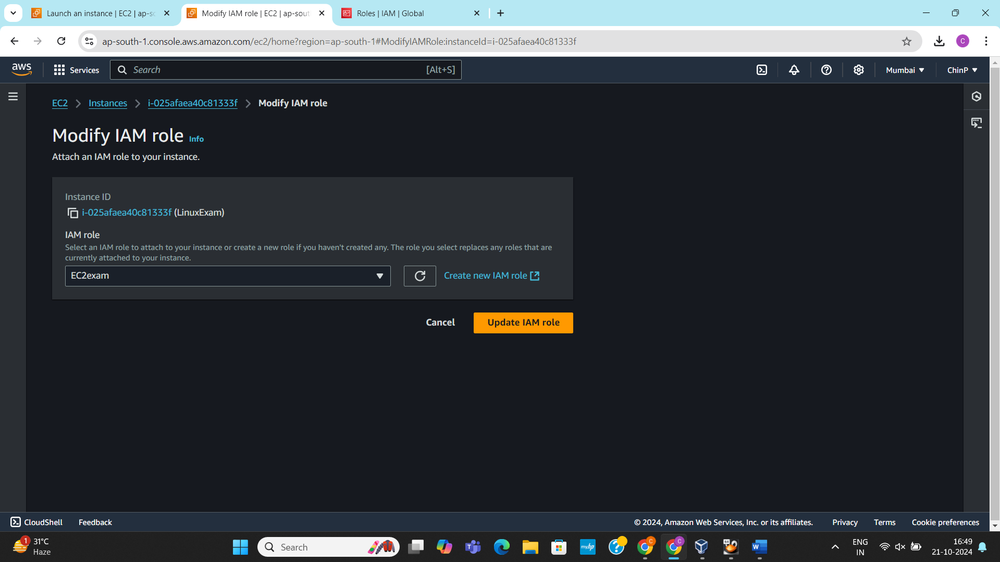 Launch an instance | EC2 | ap-so
Modify IAM role | EC2 | ap-sout
Roles | IAM | Global
ap-south-1.console.aws.amazon.com/ec2/home?region=ap-south-1#ModifyIAMRole:instanceId=i-025afaea40c81333f
C
aws
Services
Search
[Alt+S]
Mumbai
ChinP
EC2
Instances
i-025afaea40c81333f
Modify IAM role
Modify IAM role
Info
Attach an IAM role to your instance.
Instance ID
i-025afaea40c81333f (LinuxExam)
IAM role
Select an IAM role to attach to your instance or create a new role if you haven't created any. The role you select replaces any roles that are
currently attached to your instance.
EC2exam
Create new IAM role
Cancel
Update IAM role
CloudShell
Feedback
© 2024, Amazon Web Services, Inc. or its affiliates.
Privacy
Terms
Cookie preferences
1
31°C
Haze
Search
myhp
C
C
64
W
ENG
IN
16:49
21-10-2024